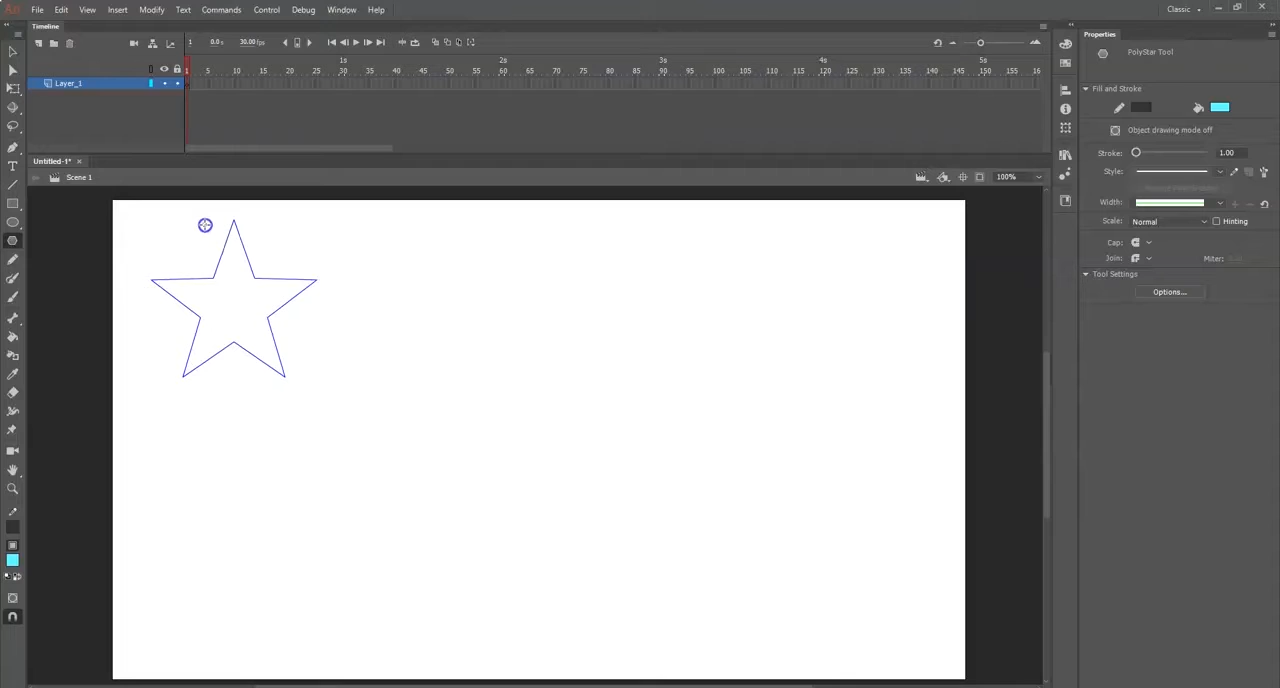 An File Edit View Insert Modify Text Commands Control Debug Window Help Classic
Timeline
1 0.0 s 30.00 fps
1s 2s 3s 4s 5s
1 5 10 15 20 25 30 35 40 45 50 55 60 65 70 75 80 85 90 95 100 105 110 115 120 125 130 135 140 145 150 155 16
Layer_1
Untitled-1* ×
Scene 1
100%
T
Properties
PolyStar Tool
Fill and Stroke
Object drawing mode off
Stroke: 1.00
Style:
Width:
Scale: Normal Hinting
Cap:
Join: Miter:
Tool Settings
Options...